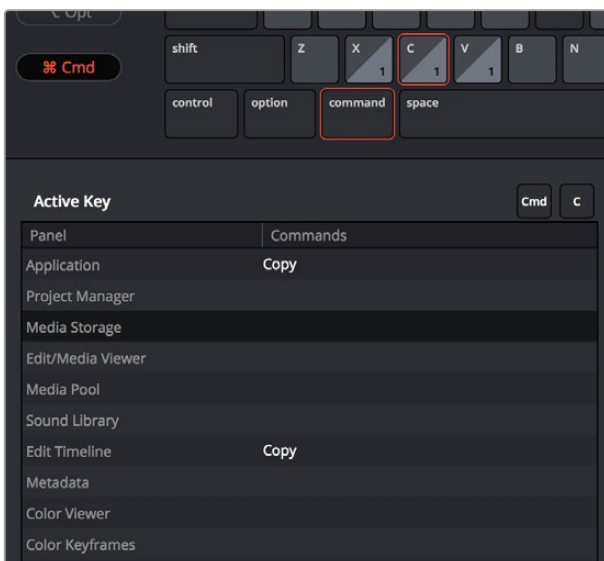 ⌥ Opt
shift Z X 1 C 1 V 1 B N
⌘ Cmd
control option command space
Active Key Cmd C
Panel Commands
Application Copy
Project Manager
Media Storage
Edit/Media Viewer
Media Pool
Sound Library
Edit Timeline Copy
Metadata
Color Viewer
Color Keyframes